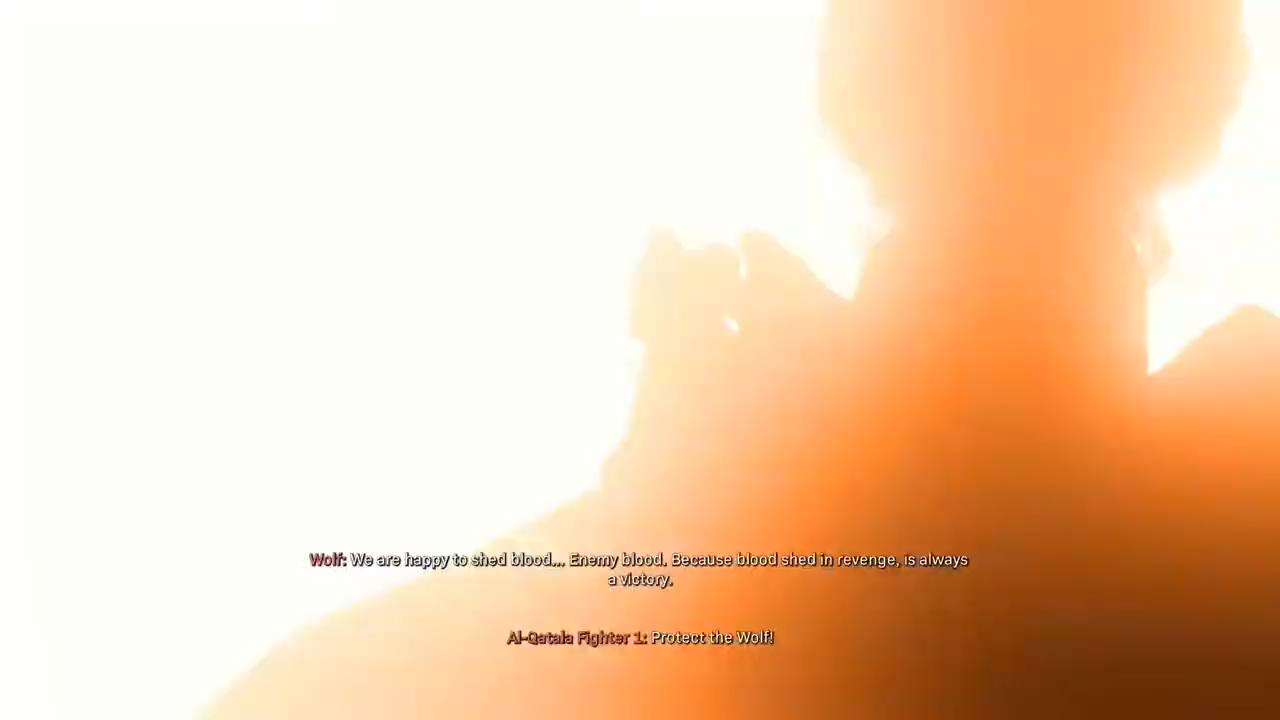 Wolf: We are happy to shed blood... Enemy blood. Because blood shed in revenge, is always
a victory.
Al-Qatala Fighter 1: Protect the Wolf!